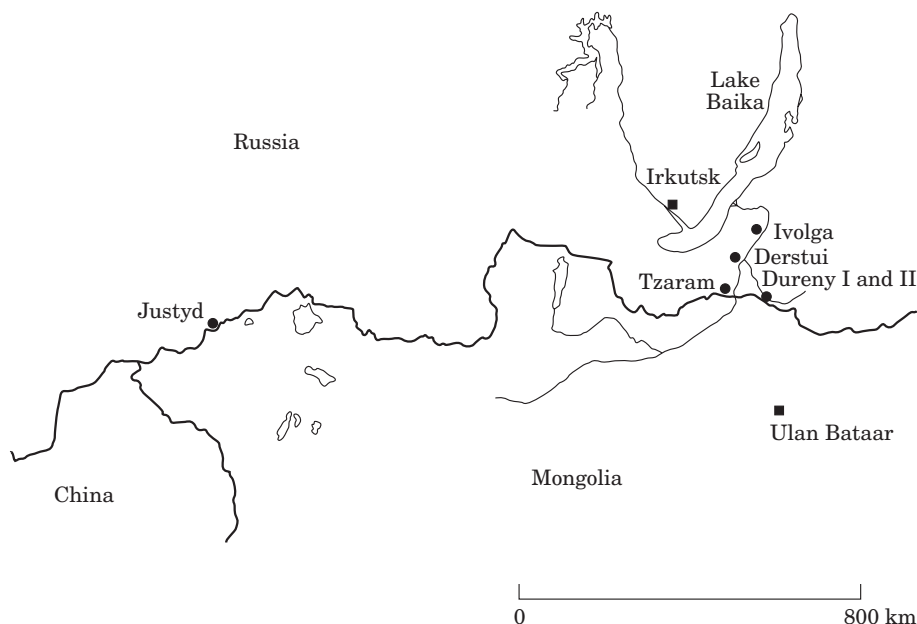 Lake
Baika
Russia
Irkutsk
Ivolga
Derstui
Tzaram
Dureny I and II
Justyd
Ulan Bataar
Mongolia
China
0
800 km